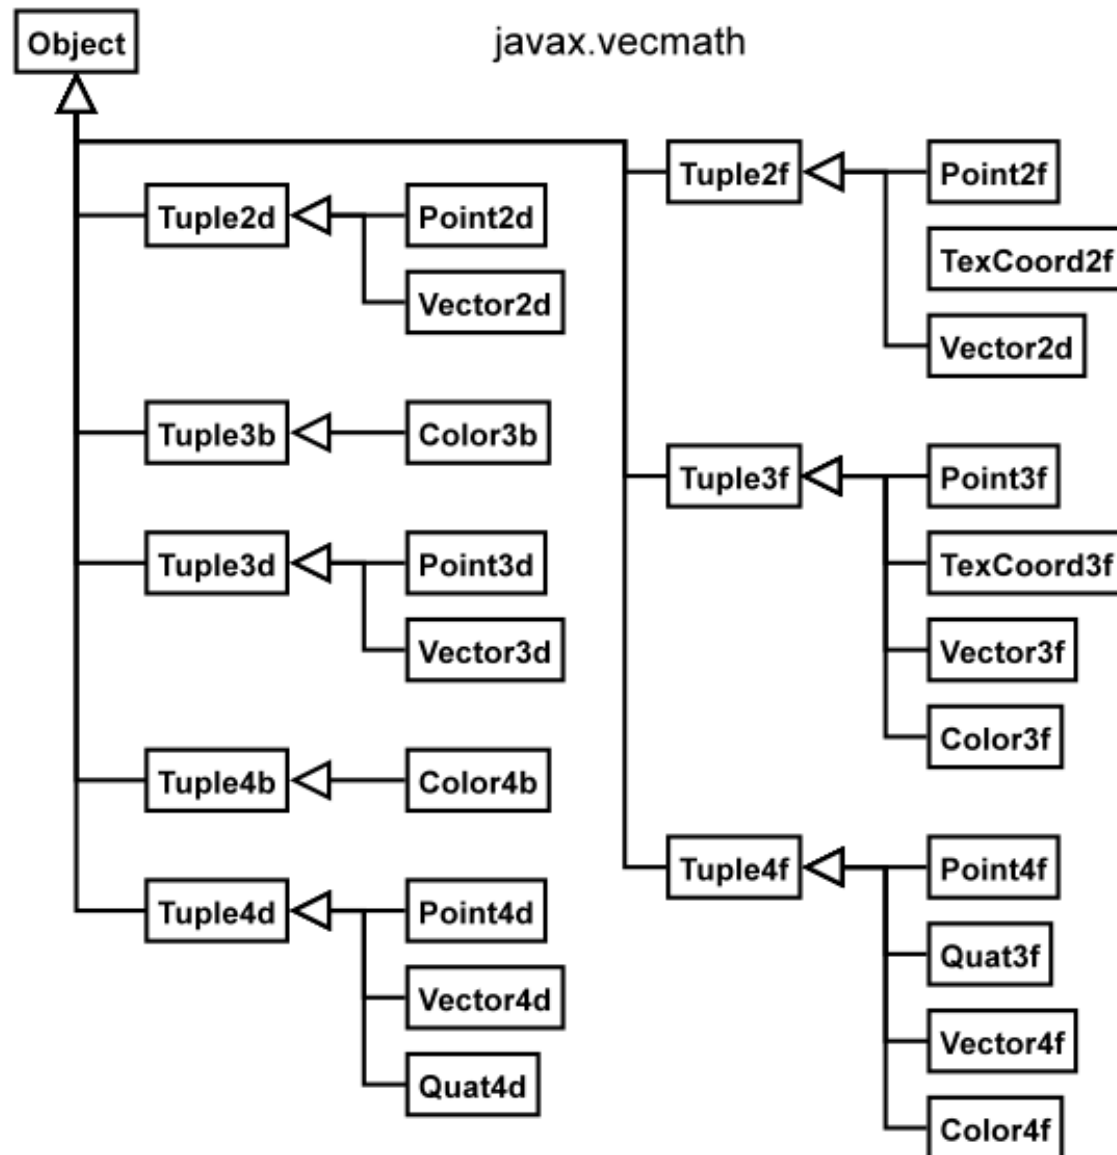 Object
javax.vecmath
Tuple2d
Point2d
Vector2d
Tuple3b
Color3b
Tuple3d
Point3d
Vector3d
Tuple4b
Color4b
Tuple4d
Point4d
Vector4d
Quat4d
Tuple2f
Point2f
TexCoord2f
Vector2d
Tuple3f
Point3f
TexCoord3f
Vector3f
Color3f
Tuple4f
Point4f
Quat3f
Vector4f
Color4f